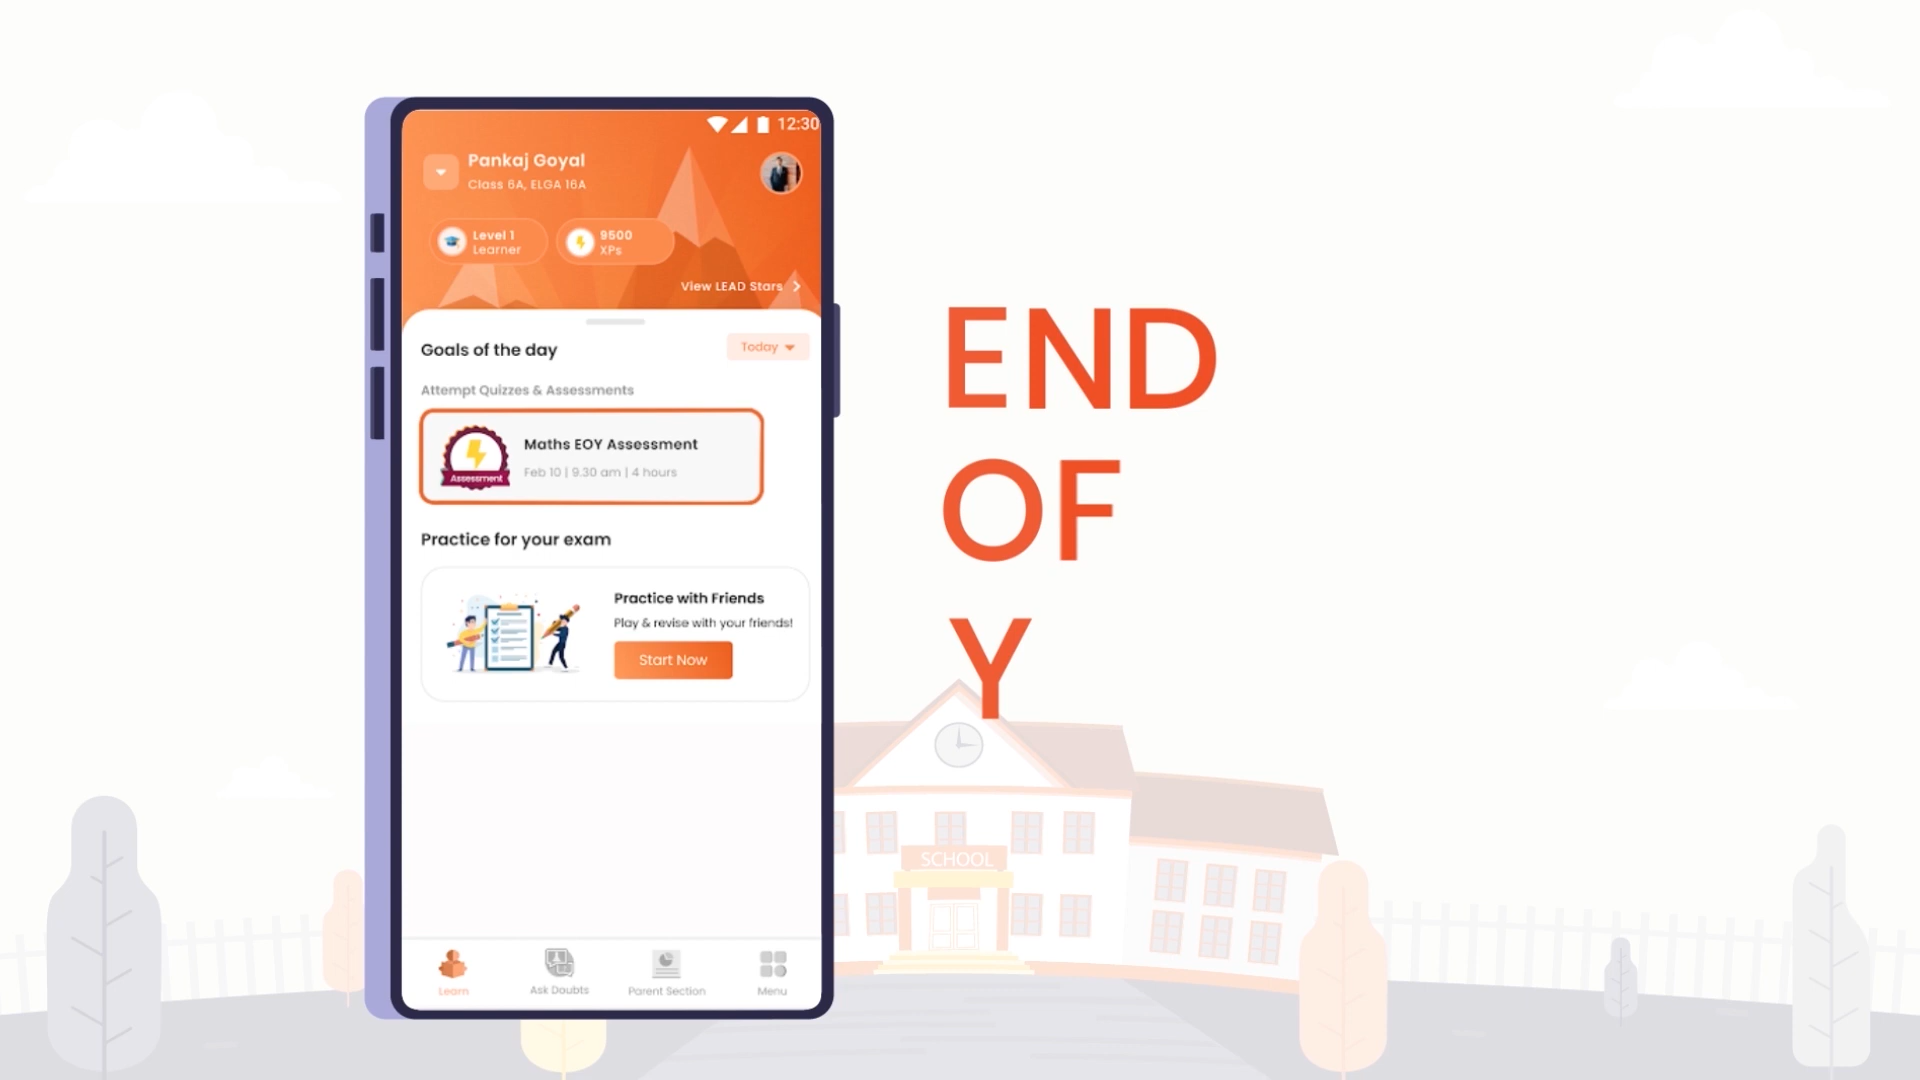 12:30
Pankaj Goyal
Class 6A, ELGA 16A
Level 1
Learner
9500
XPs
View LEAD Stars
Goals of the day
Today
Attempt Quizzes & Assessments
Assessment
Maths EOY Assessment
Feb 10 | 9.30 am | 4 hours
Practice for your exam
Practice with Friends
Play & revise with your friends!
Start Now
Learn
Ask Doubts
Parent Section
Menu
END
OF
Y
SCHOOL